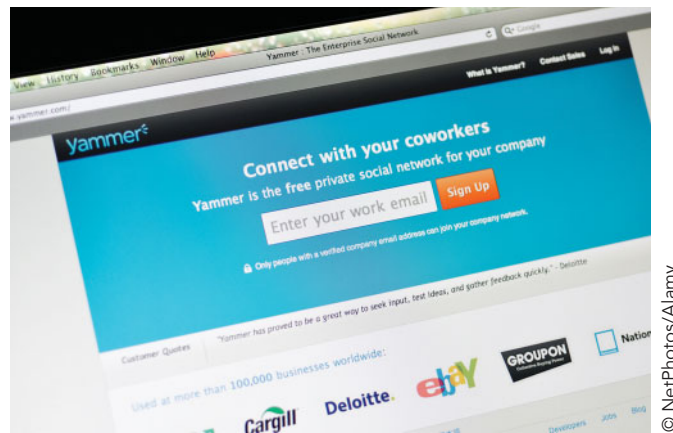 View History Bookmarks Window Help
Yammer : The Enterprise Social Network
Google
w.yammer.com/
What is Yammer? Contact Sales Log In
yammer
Connect with your coworkers
Yammer is the free private social network for your company
Enter your work email Sign Up
Only people with a verified company email address can join your company network.
Customer Quotes "Yammer has proved to be a great way to seek input, test ideas, and gather feedback quickly." - Deloitte
Used at more than 100,000 businesses worldwide:
Cargill Deloitte. ebay GROUPON Nation
Developers Jobs Blog
© NetPhotos/Alamy